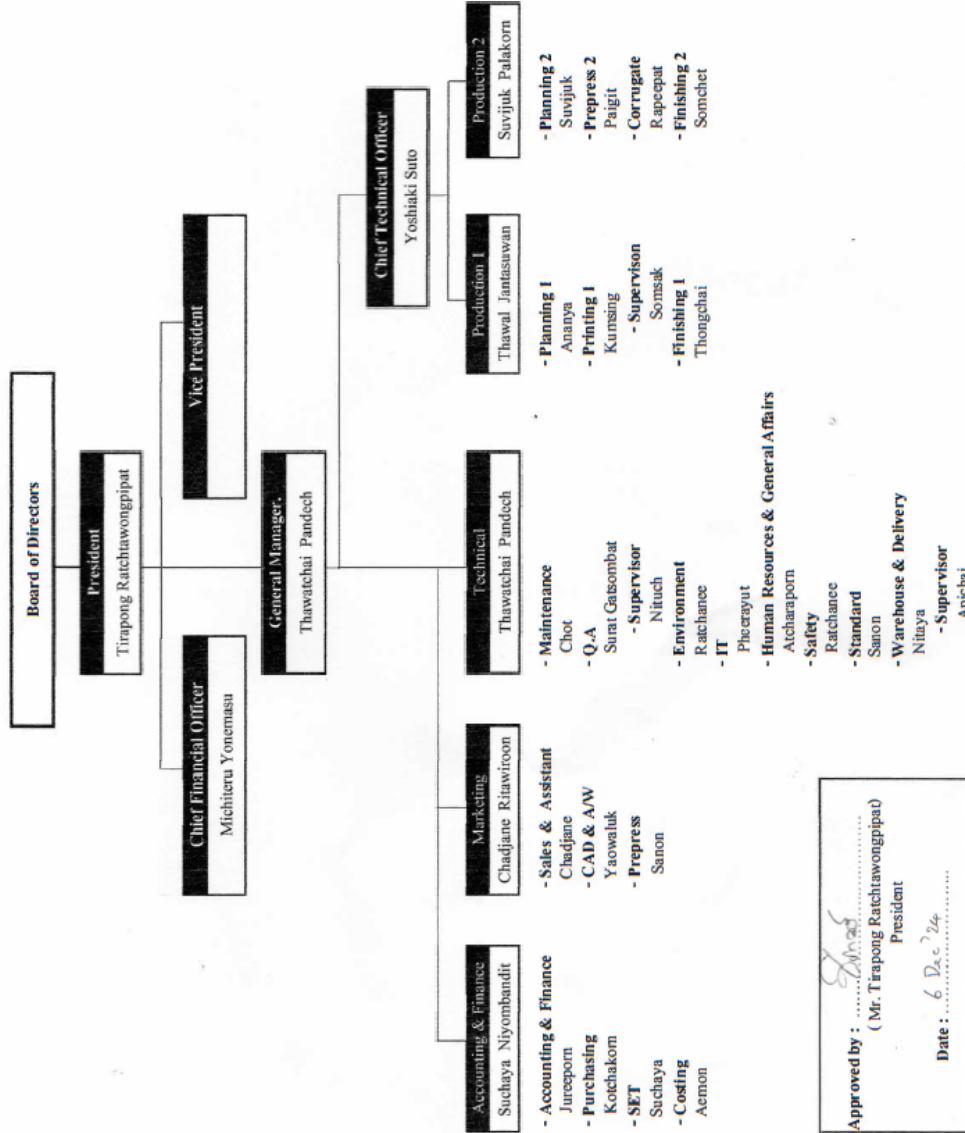 Board of Directors
President
Tirapong Ratchtawongpipat
Chief Financial Officer
Michiteru Yonemasu
Vice President
General Manager.
Thawatchai Pandech
Chief Technical Officer
Yoshiaki Suto
Accounting & Finance
Suchaya Niyombandit
- Accounting & Finance
Jureeporn
- Purchasing
Kotchakorn
- SET
Suchaya
- Costing
Aemon
Marketing
Chadjane Ritawiroon
- Sales & Assistant
Chadjane
- CAD & A/W
Yaowaluk
- Prepress
Sanon
Technical
Thawatchai Pandech
- Maintenance
Chot
- Q.A
Surat Gatsombat
- Supervisor
Nituch
- Environment
Ratchanee
- IT
Pheerayut
- Human Resources & General Affairs
Atcharaporn
- Safety
Ratchanee
- Standard
Sanon
- Warehouse & Delivery
Nitaya
- Supervisor
Production 1
Thawal Jantasuwan
- Planning 1
Ananya
- Printing 1
Kumsing
- Supervison
Somsak
- Finishing 1
Thongchai
Production 2
Suvijuk Palakorn
- Planning 2
Suvijuk
- Prepress 2
Paigit
- Corrugate
Rapeepat
- Finishing 2
Somchet
Approved by :
( Mr. Tirapong Ratchtawongpipat)
President
Date : 6 Dec '24